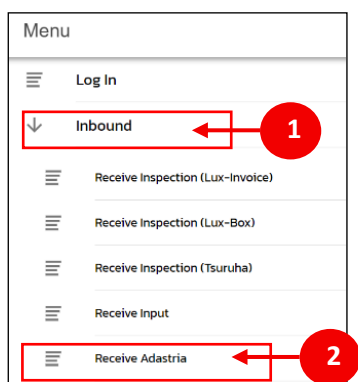 Menu
Log In
Inbound
1
Receive Inspection (Lux-Invoice)
Receive Inspection (Lux-Box)
Receive Inspection (Tsuruha)
Receive Input
Receive Adastria
2